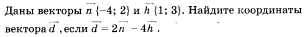 Даны векторы n⃗ {-4; 2} и h⃗ {1; 3}. Найдите координаты
вектора d⃗, если d⃗ = 2n⃗ - 4h⃗.